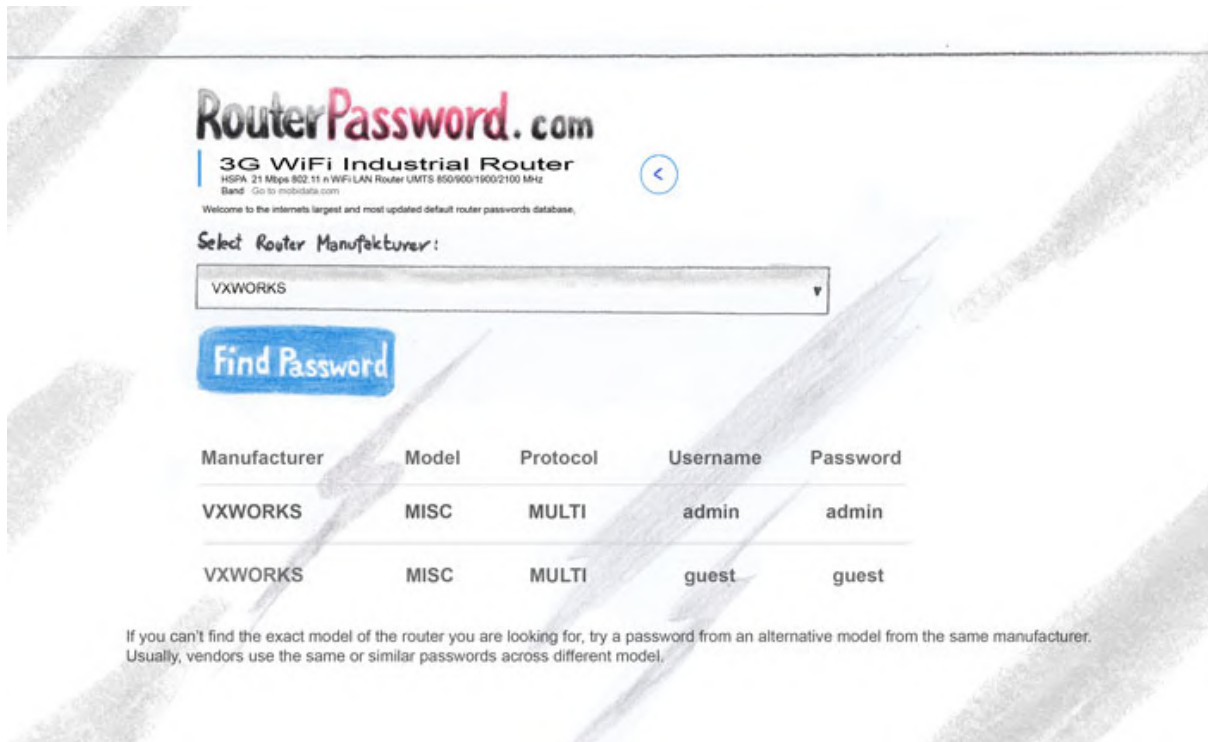 RouterPassword.com
3G WiFi Industrial Router
HSPA 21 Mbps 802.11 n WiFi LAN Router UMTS 850/900/1900/2100 MHz
Band Go to mobidata.com
<
Welcome to the internets largest and most updated default router passwords database,
Select Router Manufakturer:
VXWORKS
Find Password
Manufacturer Model Protocol Username Password
VXWORKS MISC MULTI admin admin
VXWORKS MISC MULTI guest guest
If you can't find the exact model of the router you are looking for, try a password from an alternative model from the same manufacturer.
Usually, vendors use the same or similar passwords across different model.